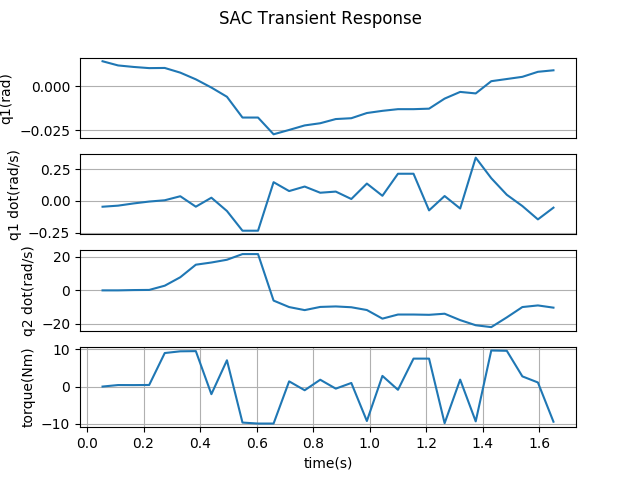 SAC Transient Response
q1(rad)
0.000
−0.025
q1 dot(rad/s)
0.25
0.00
−0.25
q2 dot(rad/s)
20
0
−20
torque(Nm)
10
0
−10
0.0 0.2 0.4 0.6 0.8 1.0 1.2 1.4 1.6
time(s)